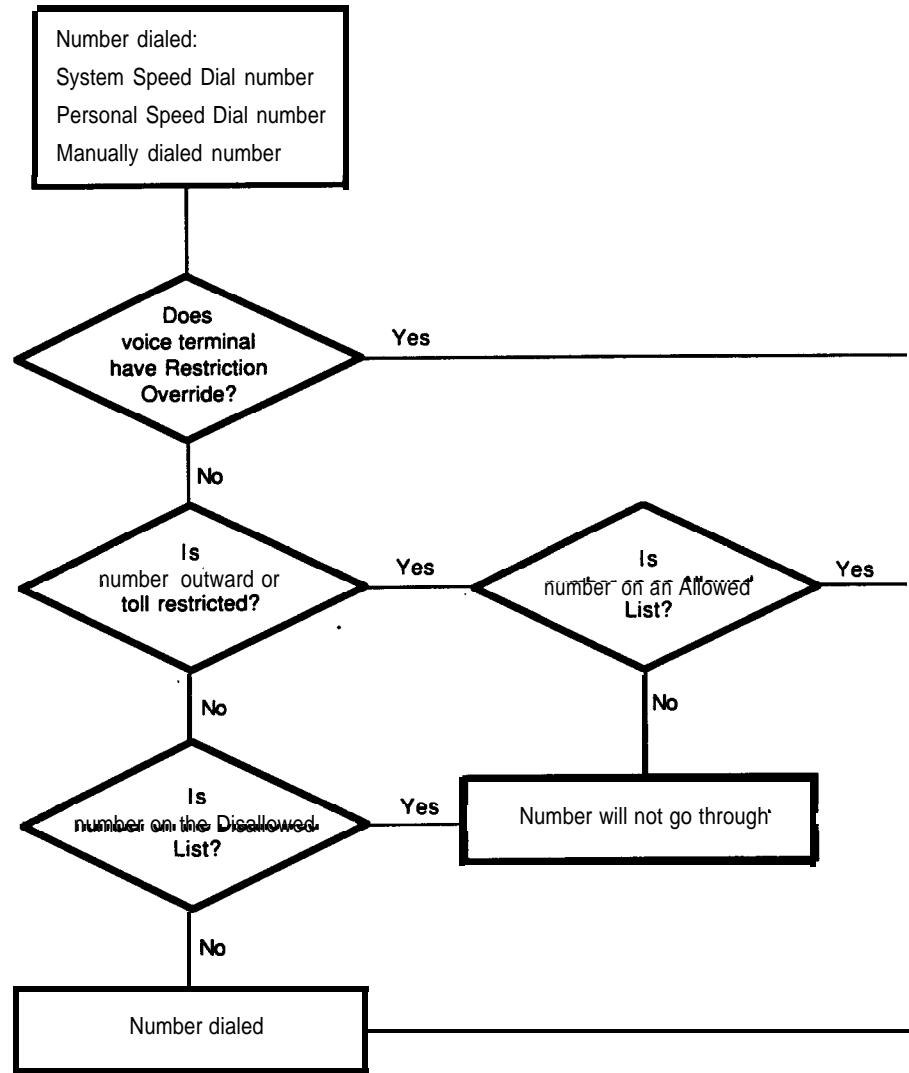 Number dialed:
System Speed Dial number
Personal Speed Dial number
Manually dialed number
Does
voice terminal
have Restriction
Override?
Yes
No
Is
number outward or
toll restricted?
Yes
Is
number on an Allowed
List?
Yes
No
No
Is
number on the Disallowed
List?
Yes
Number will not go through
No
Number dialed